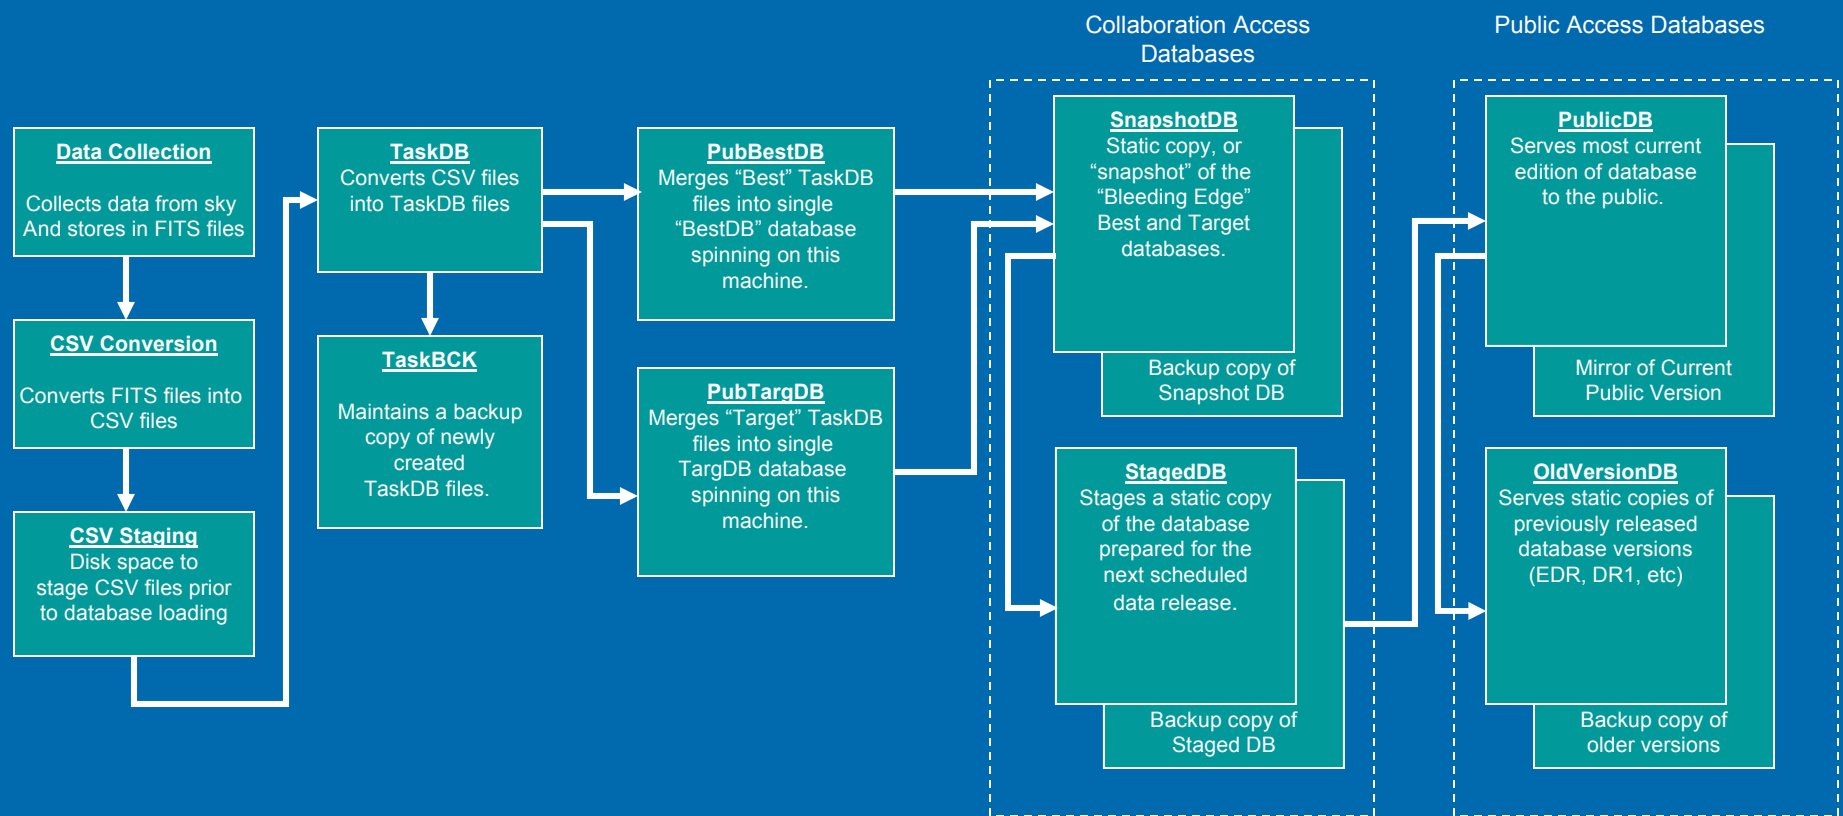 Collaboration Access
Databases
Public Access Databases
Data Collection
Collects data from sky
And stores in FITS files
CSV Conversion
Converts FITS files into
CSV files
CSV Staging
Disk space to
stage CSV files prior
to database loading
TaskDB
Converts CSV files
into TaskDB files
TaskBCK
Maintains a backup
copy of newly
created
TaskDB files.
PubBestDB
Merges “Best” TaskDB
files into single
“BestDB” database
spinning on this
machine.
PubTargDB
Merges “Target” TaskDB
files into single
TargDB database
spinning on this
machine.
SnapshotDB
Static copy, or
“snapshot” of the
“Bleeding Edge”
Best and Target
databases.
Backup copy of
Snapshot DB
StagedDB
Stages a static copy
of the database
prepared for the
next scheduled
data release.
Backup copy of
Staged DB
PublicDB
Serves most current
edition of database
to the public.
Mirror of Current
Public Version
OldVersionDB
Serves static copies of
previously released
database versions
(EDR, DR1, etc)
Backup copy of
older versions